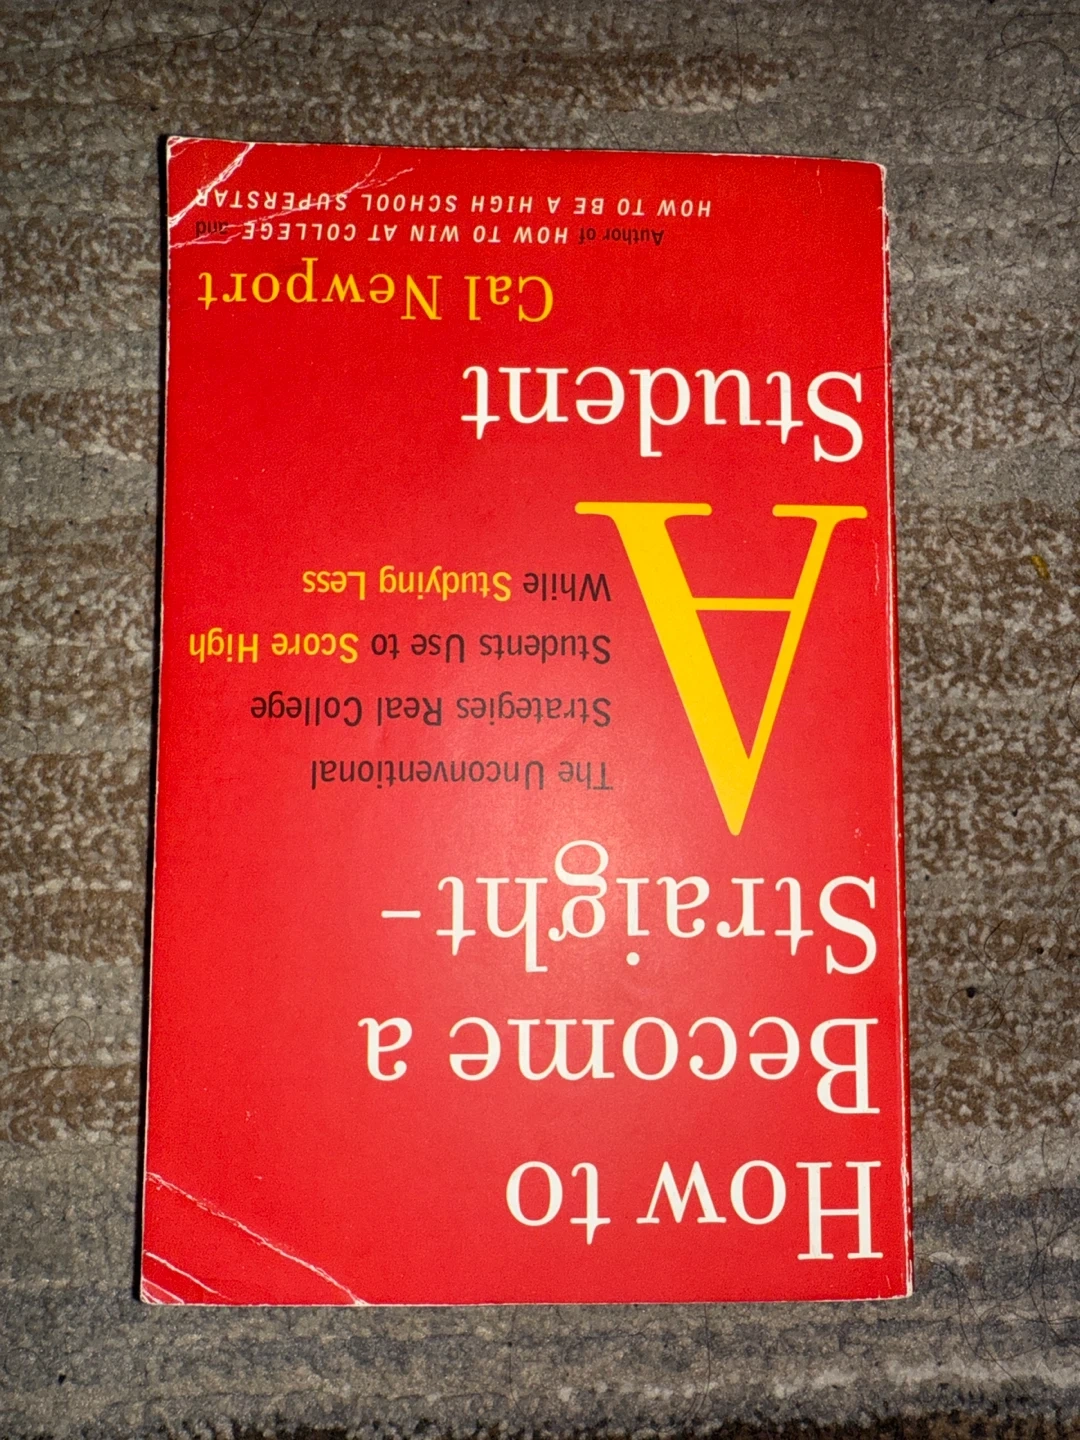 How to
Become a
Straight-
A
The Unconventional
Strategies Real College
Students Use to Score High
While Studying Less
Student
Cal Newport
Author of HOW TO WIN AT COLLEGE and
HOW TO BE A HIGH SCHOOL SUPERSTAR